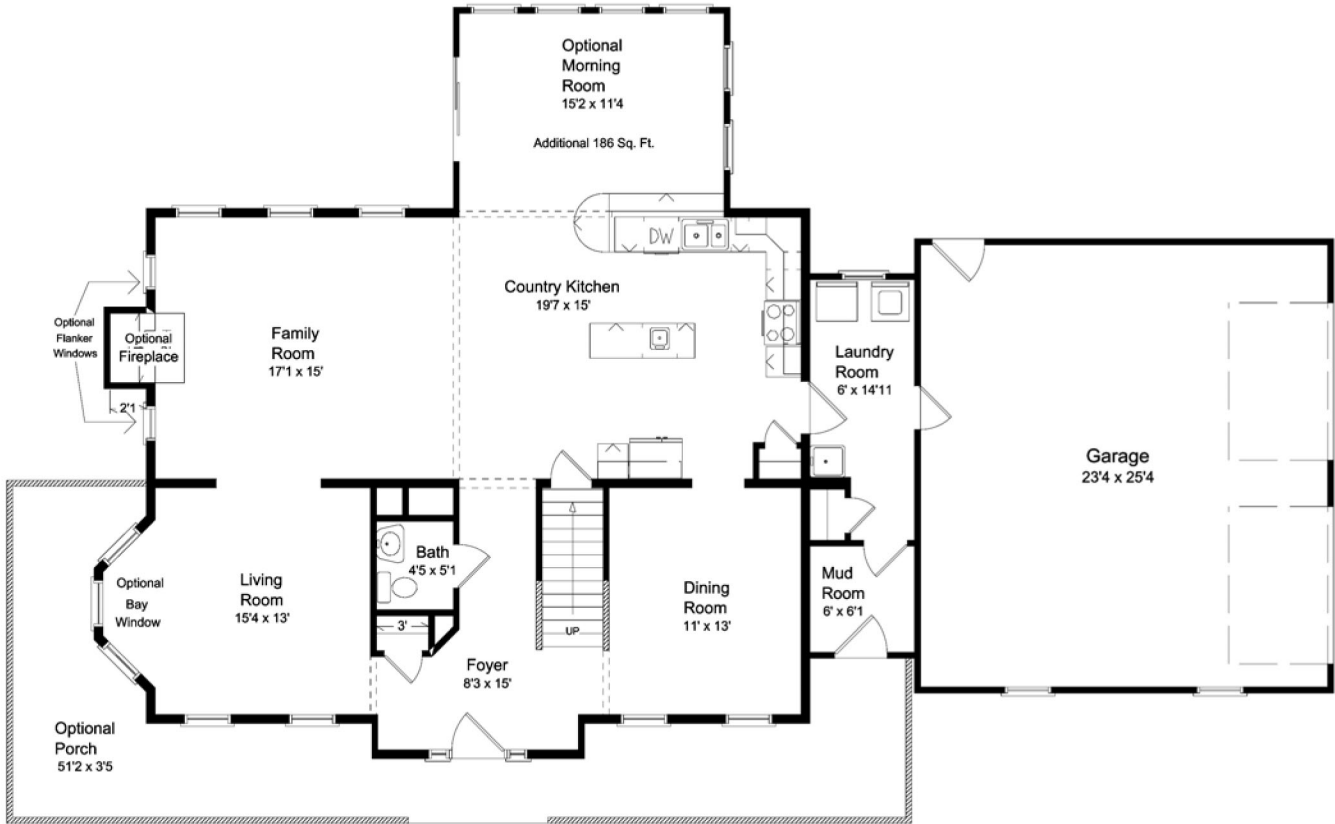 Optional
Morning
Room
15'2 x 11'4
Additional 186 Sq. Ft.
DW
Country Kitchen
19'7 x 15'
Optional
Flanker
Windows
Optional
Fireplace
2'1
Family
Room
17'1 x 15'
Laundry
Room
6' x 14'11
Garage
23'4 x 25'4
Bath
4'5 x 5'1
3'
Optional
Bay
Window
Living
Room
15'4 x 13'
UP
Dining
Room
11' x 13'
Mud
Room
6' x 6'1
Foyer
8'3 x 15'
Optional
Porch
51'2 x 3'5